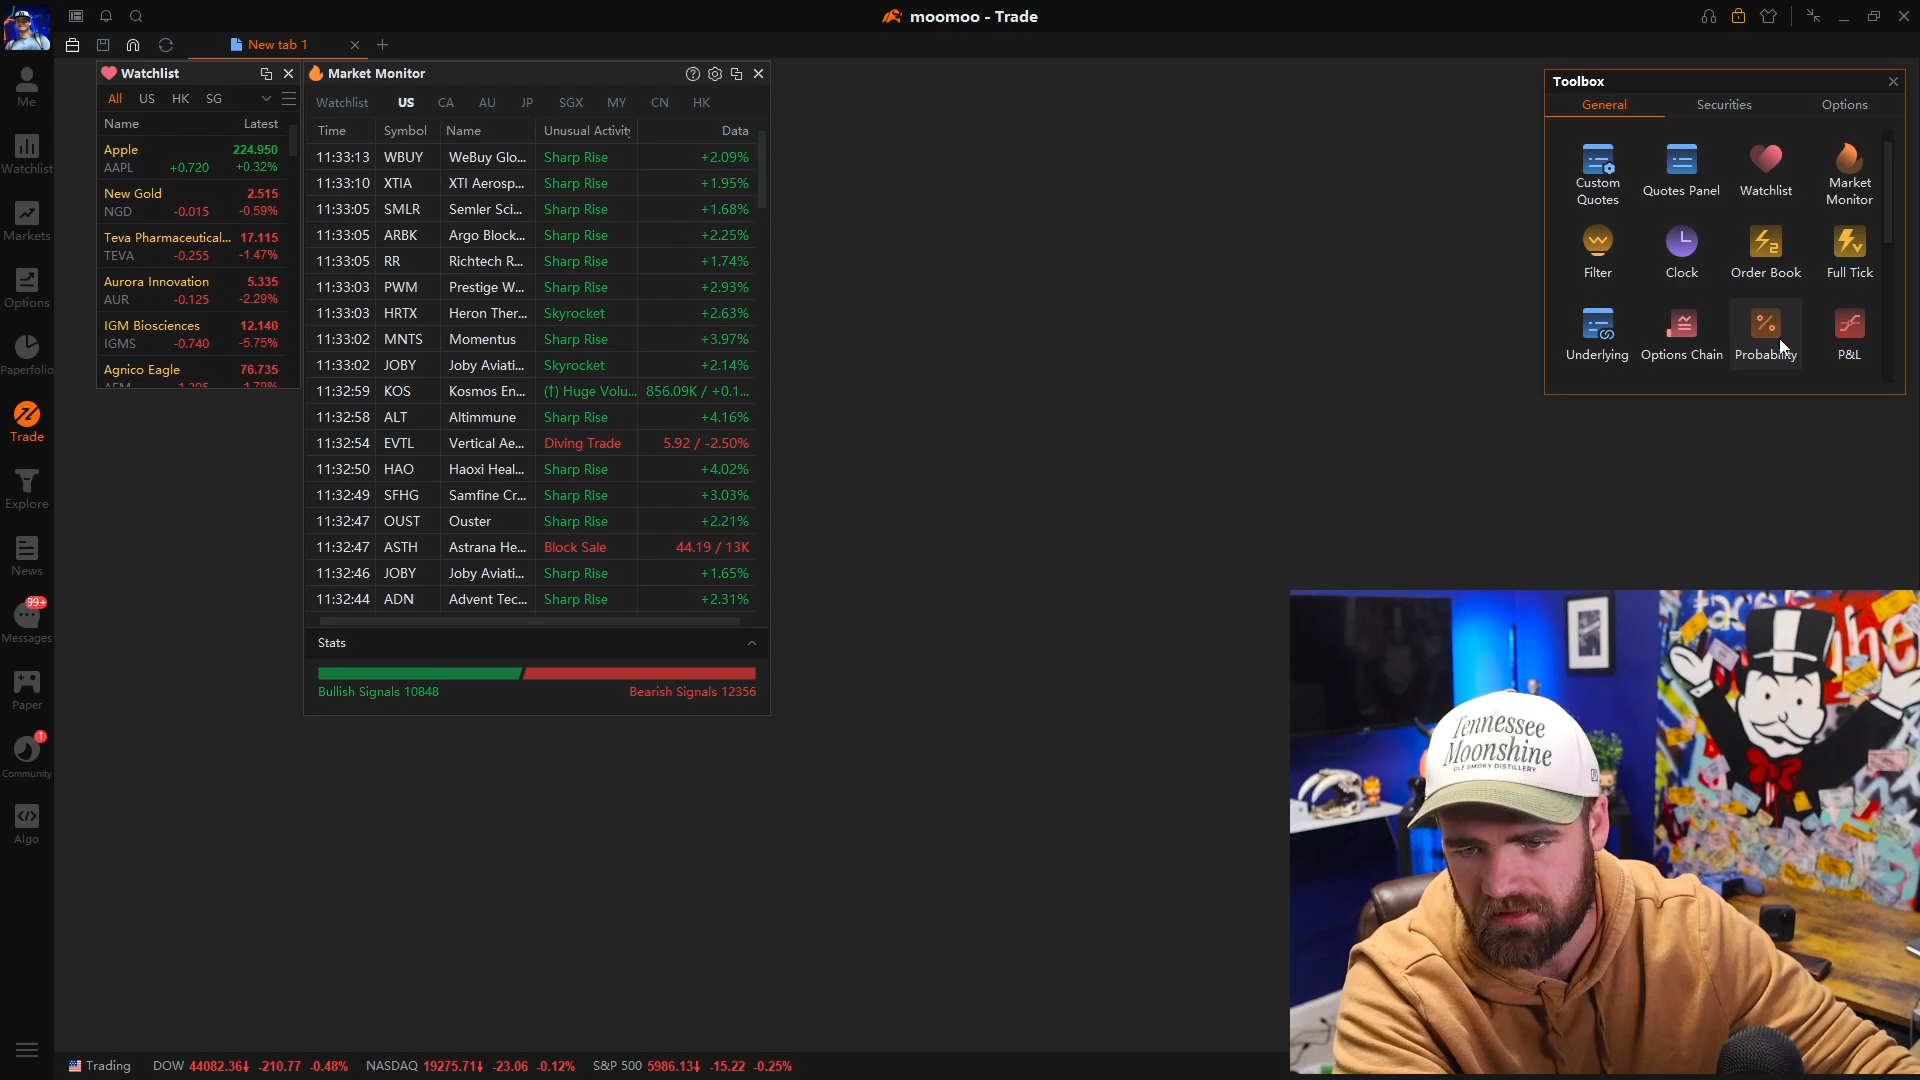 moomoo - Trade
New tab 1
Me
Watchlist
Markets
Options
Paperfolio
Trade
Explore
News
99+
Messages
Paper
1
Community
Algo
Watchlist
All US HK SG
Name Latest
Apple 224.950
AAPL +0.720 +0.32%
New Gold 2.515
NGD -0.015 -0.59%
Teva Pharmaceutical... 17.115
TEVA -0.255 -1.47%
Aurora Innovation 5.335
AUR -0.125 -2.29%
IGM Biosciences 12.140
IGMS -0.740 -5.75%
Agnico Eagle 76.735
AEM -1.395 -1.79%
Market Monitor
Watchlist US CA AU JP SGX MY CN HK
Time Symbol Name Unusual Activity Data
11:33:13 WBUY WeBuy Glo... Sharp Rise +2.09%
11:33:10 XTIA XTI Aerosp... Sharp Rise +1.95%
11:33:05 SMLR Semler Sci... Sharp Rise +1.68%
11:33:05 ARBK Argo Block... Sharp Rise +2.25%
11:33:05 RR Richtech R... Sharp Rise +1.74%
11:33:03 PWM Prestige W... Sharp Rise +2.93%
11:33:03 HRTX Heron Ther... Skyrocket +2.63%
11:33:02 MNTS Momentus Sharp Rise +3.97%
11:33:02 JOBY Joby Aviati... Skyrocket +2.14%
11:32:59 KOS Kosmos En... (↑) Huge Volu... 856.09K / +0.1...
11:32:58 ALT Altimmune Sharp Rise +4.16%
11:32:54 EVTL Vertical Ae... Diving Trade 5.92 / -2.50%
11:32:50 HAO Haoxi Heal... Sharp Rise +4.02%
11:32:49 SFHG Samfine Cr... Sharp Rise +3.03%
11:32:47 OUST Ouster Sharp Rise +2.21%
11:32:47 ASTH Astrana He... Block Sale 44.19 / 13K
11:32:46 JOBY Joby Aviati... Sharp Rise +1.65%
11:32:44 ADN Advent Tec... Sharp Rise +2.31%
Stats
Bullish Signals 10848 Bearish Signals 12356
Toolbox
General Securities Options
Custom Quotes
Quotes Panel
Watchlist
Market Monitor
Filter
Clock
Order Book
Full Tick
Underlying
Options Chain
Probability
P&L
Tennessee
Moonshine
OLE SMOKY DISTILLERY
Trading DOW 44082.36↓ -210.77 -0.48% NASDAQ 19275.71↓ -23.06 -0.12% S&P 500 5986.13↓ -15.22 -0.25%